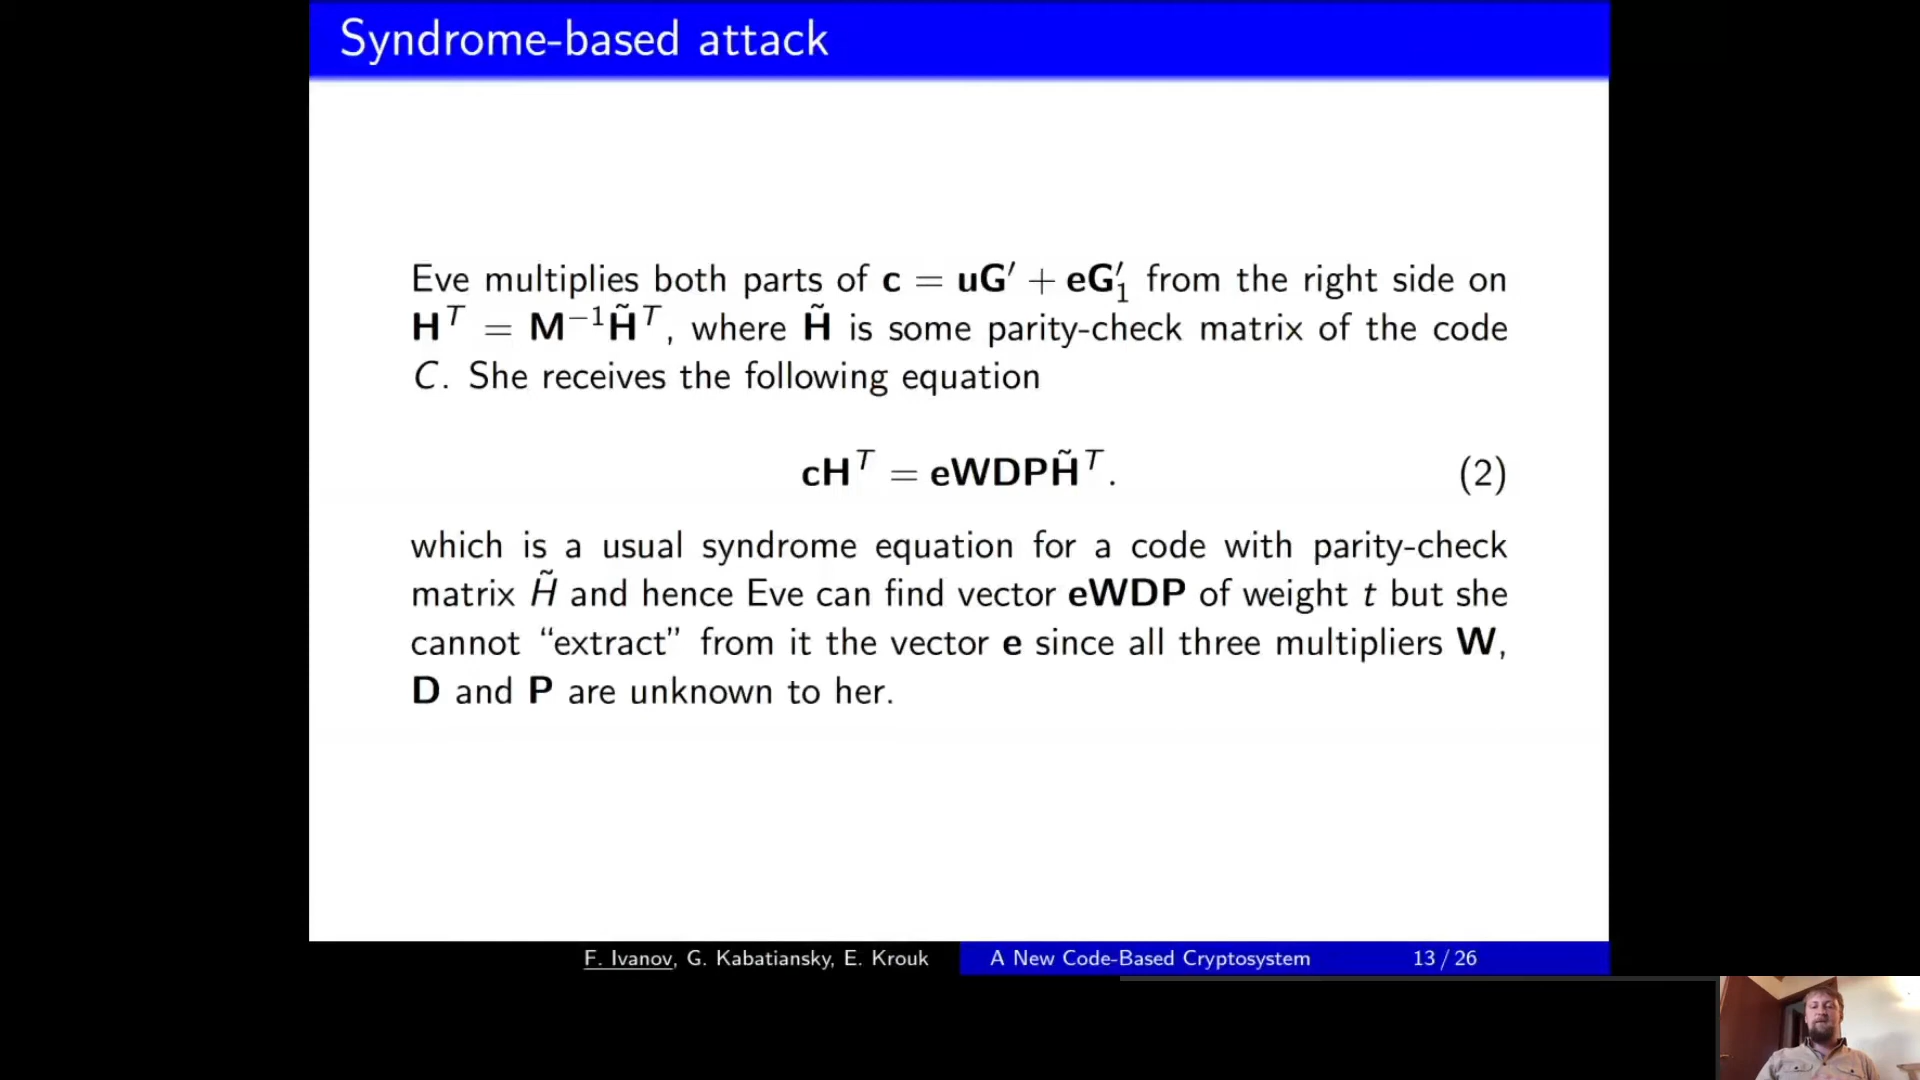 Syndrome-based attack
Eve multiplies both parts of c = uG′ + eG′₁ from the right side on
Hᵀ = M⁻¹H̃ᵀ, where H̃ is some parity-check matrix of the code
C. She receives the following equation
cHᵀ = eWDPH̃ᵀ. (2)
which is a usual syndrome equation for a code with parity-check
matrix H̃ and hence Eve can find vector eWDP of weight t but she
cannot “extract” from it the vector e since all three multipliers W,
D and P are unknown to her.
F. Ivanov, G. Kabatiansky, E. Krouk A New Code-Based Cryptosystem 13 / 26